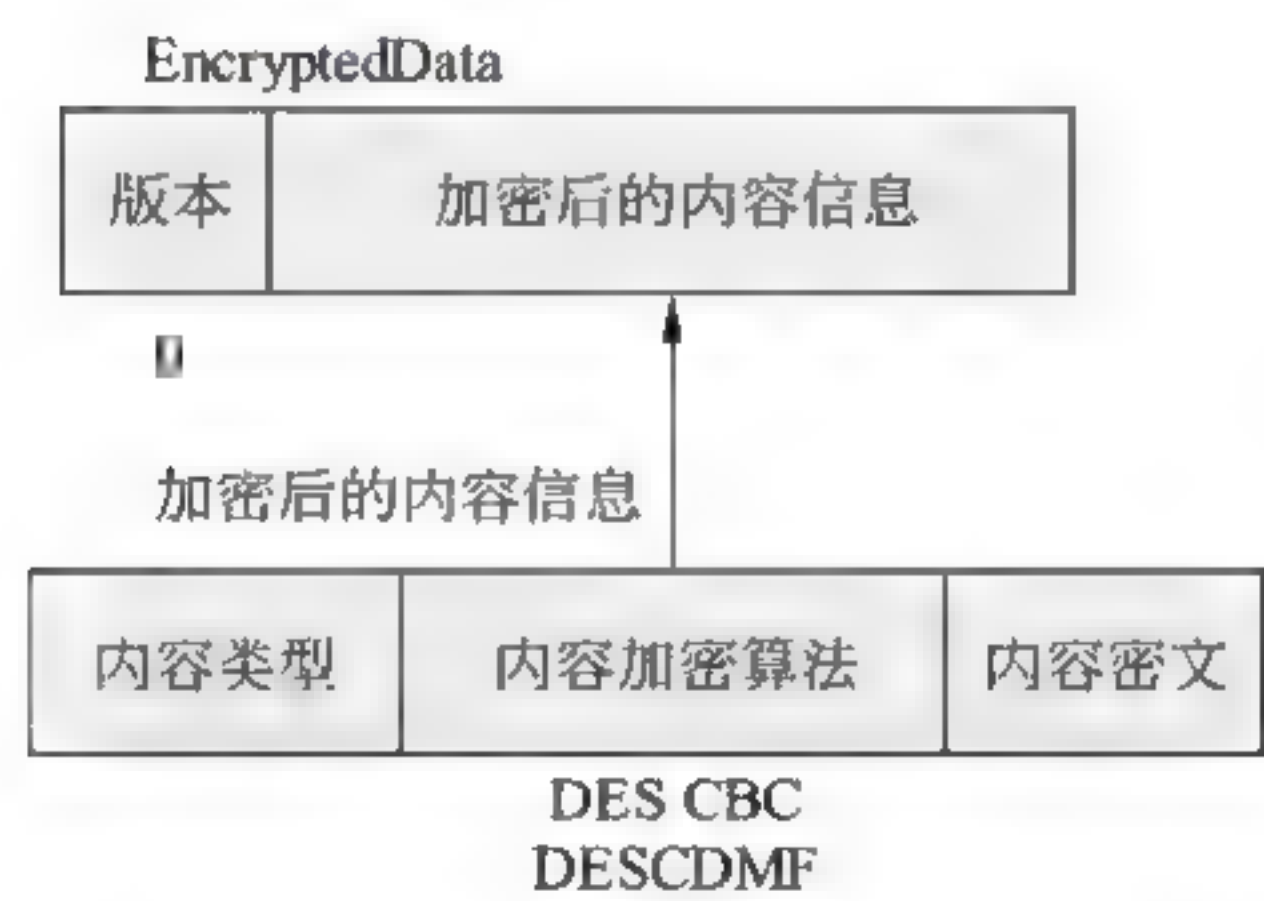 EncryptedData
版本 加密后的内容信息
0
加密后的内容信息
内容类型 内容加密算法 内容密文
DES CBC
DESCDMF